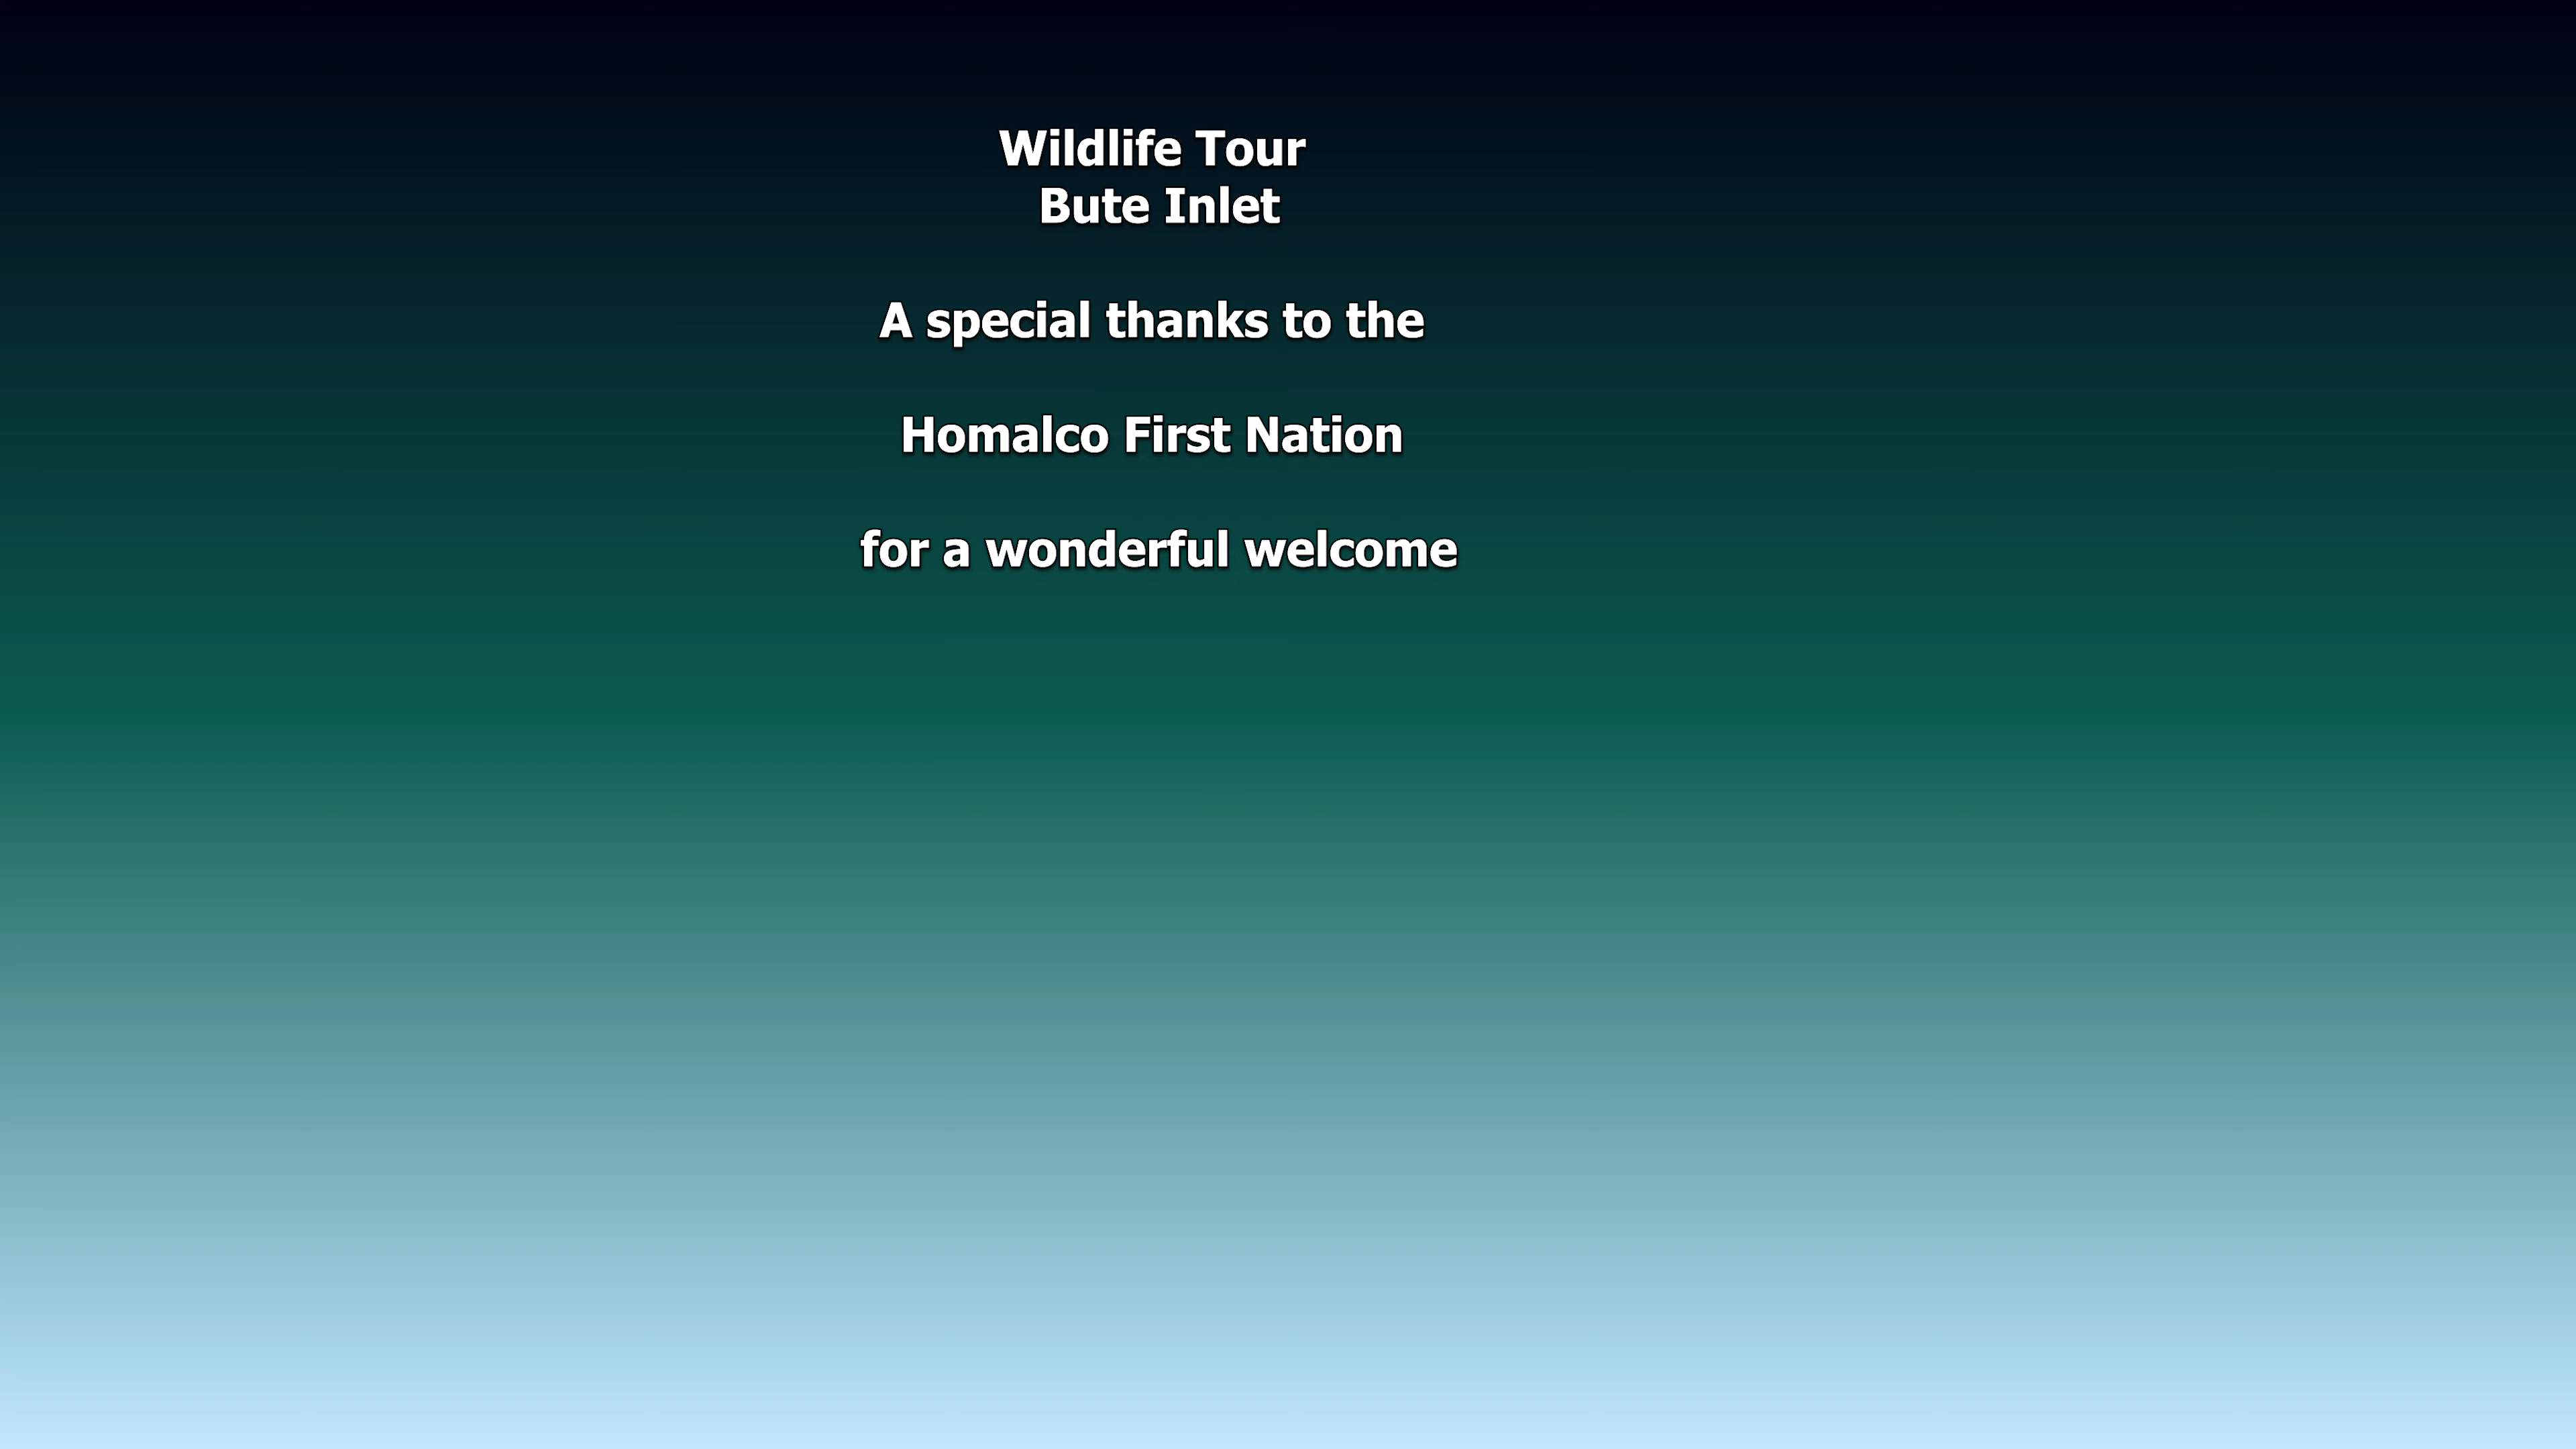 Wildlife Tour
Bute Inlet
A special thanks to the
Homalco First Nation
for a wonderful welcome